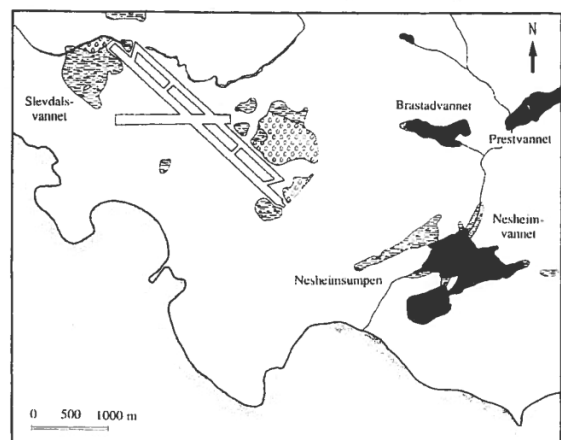 N
Slevdals-
vannet
Brastadvannet
Prestvannet
Nesheim-
vannet
Nesheimsumpen
0 500 1000 m